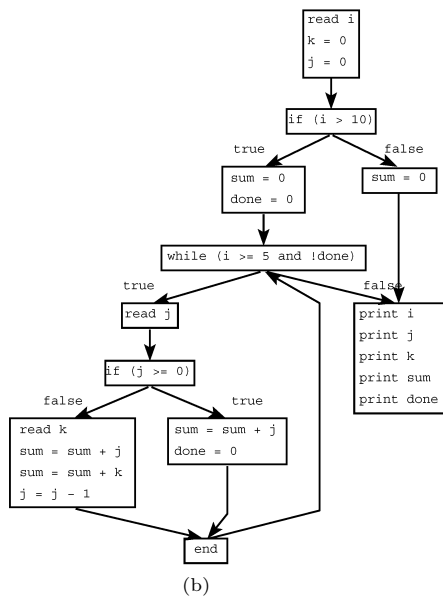 read i
k = 0
j = 0
if (i > 10)
true
false
sum = 0
done = 0
sum = 0
while (i >= 5 and !done)
true
false
read j
print i
print j
print k
print sum
print done
if (j >= 0)
false
true
read k
sum = sum + j
sum = sum + k
j = j - 1
sum = sum + j
done = 0
end
(b)